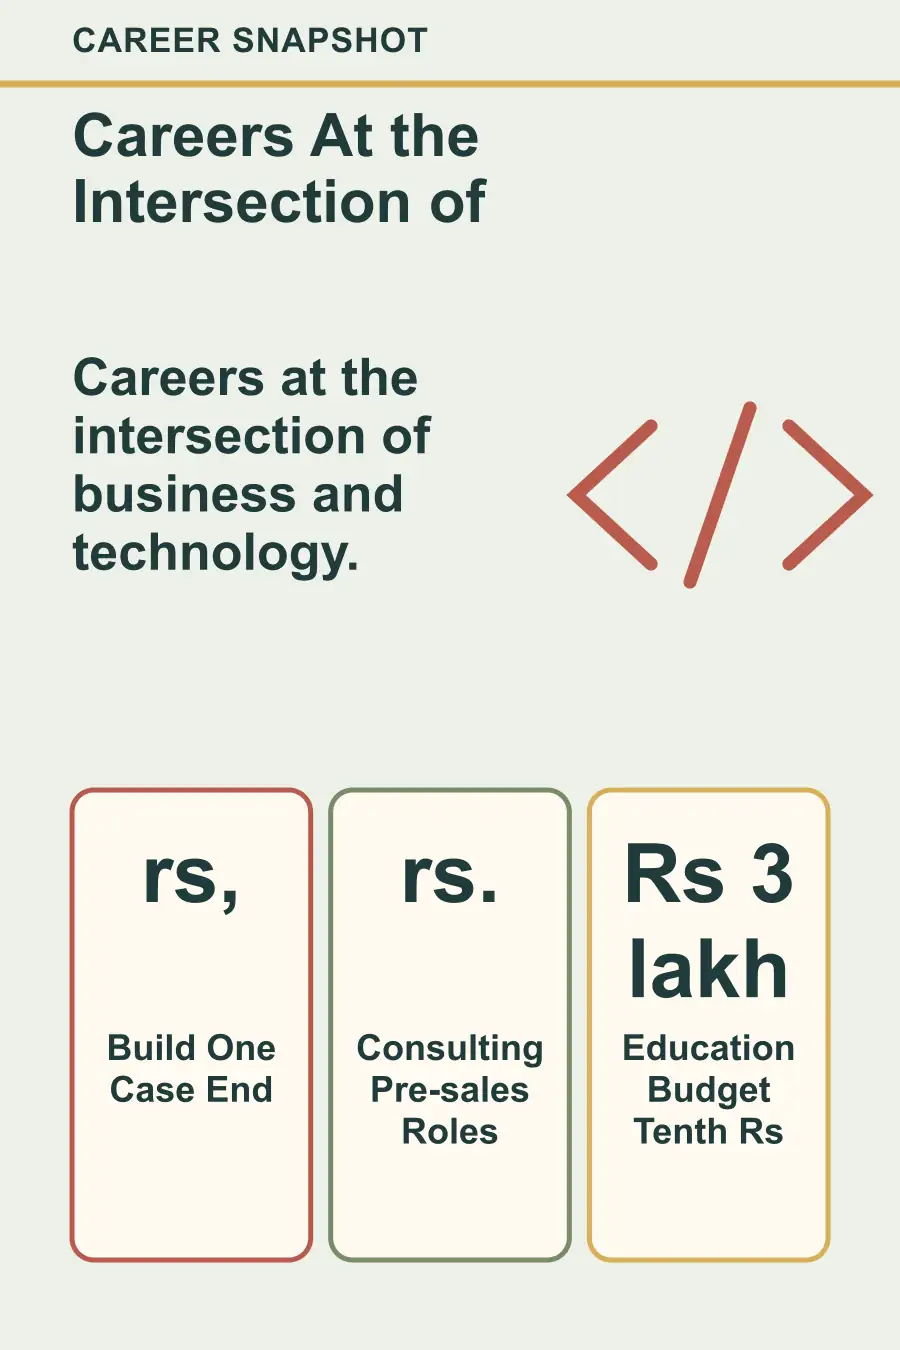 CAREER SNAPSHOT
Careers At the
Intersection of
Careers at the
intersection of
business and
technology.
rs,
Build One
Case End
rs.
Consulting
Pre-sales
Roles
Rs 3
lakh
Education
Budget
Tenth Rs